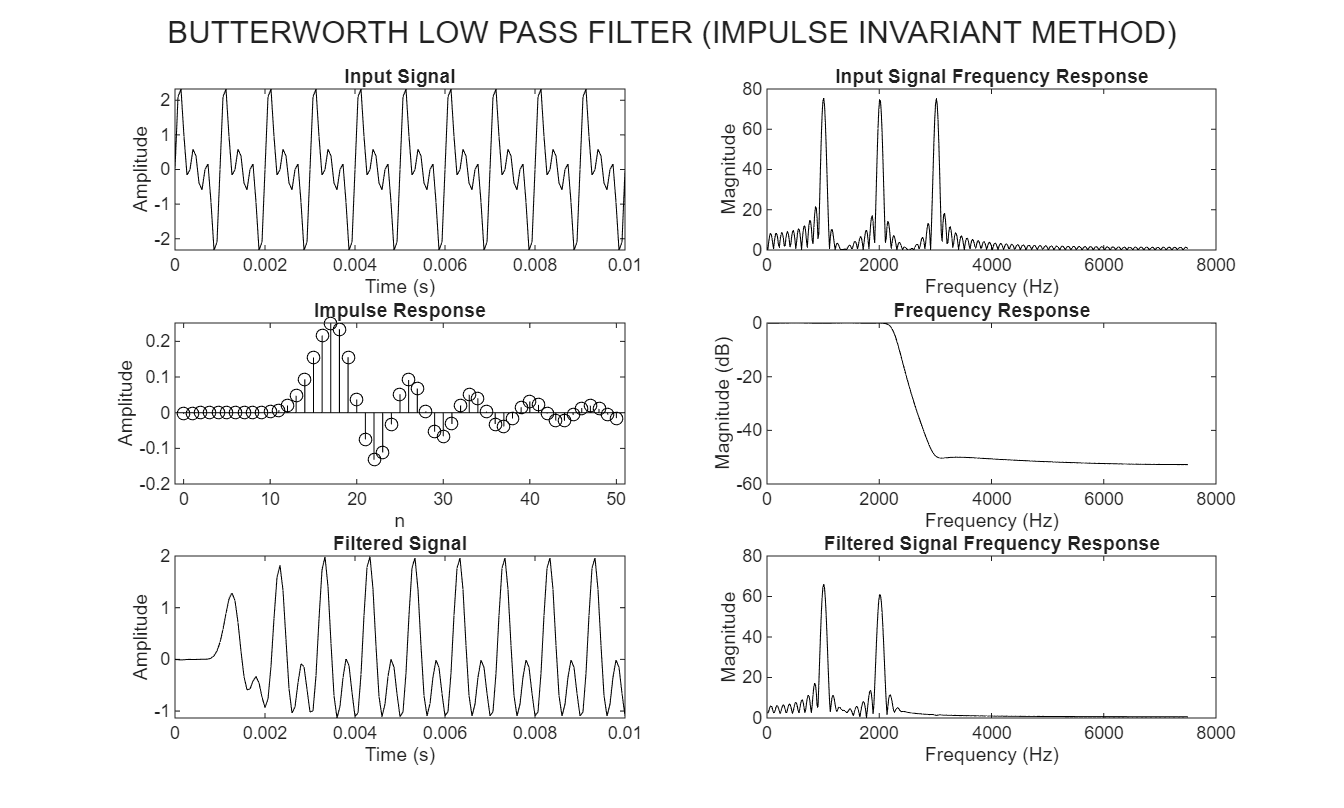 BUTTERWORTH LOW PASS FILTER (IMPULSE INVARIANT METHOD)
Input Signal
2
1
0
-1
-2
Amplitude
0 0.002 0.004 0.006 0.008 0.01
Time (s)
Input Signal Frequency Response
80
60
40
20
0
Magnitude
0 2000 4000 6000 8000
Frequency (Hz)
Impulse Response
0.2
0.1
0
-0.1
-0.2
Amplitude
0 10 20 30 40 50
n
Frequency Response
0
-20
-40
-60
Magnitude (dB)
0 2000 4000 6000 8000
Frequency (Hz)
Filtered Signal
2
1
0
-1
Amplitude
0 0.002 0.004 0.006 0.008 0.01
Time (s)
Filtered Signal Frequency Response
80
60
40
20
0
Magnitude
0 2000 4000 6000 8000
Frequency (Hz)